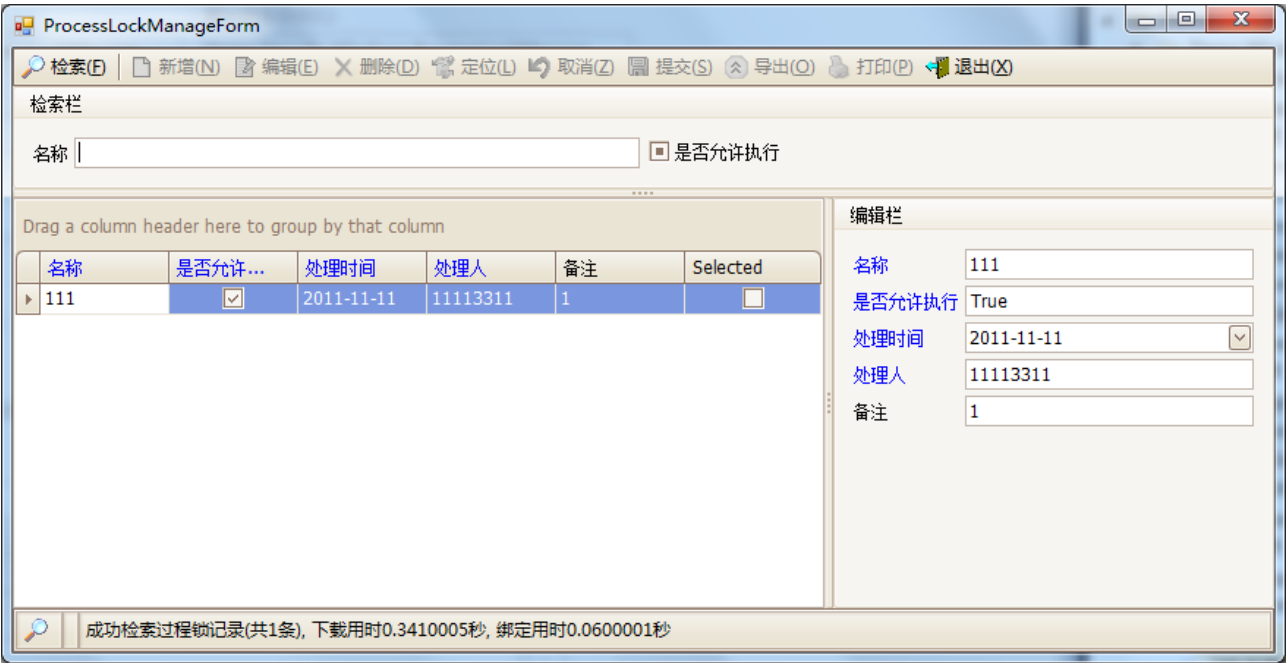 ProcessLockManageForm
检索(F) 新增(N) 编辑(E) 删除(D) 定位(L) 取消(Z) 提交(S) 导出(O) 打印(P) 退出(X)
检索栏
名称 是否允许执行
Drag a column header here to group by that column
名称 是否允许... 处理时间 处理人 备注 Selected
111 2011-11-11 11113311 1
编辑栏
名称 111
是否允许执行 True
处理时间 2011-11-11
处理人 11113311
备注 1
成功检索过程锁记录(共1条), 下载用时0.3410005秒, 绑定用时0.0600001秒